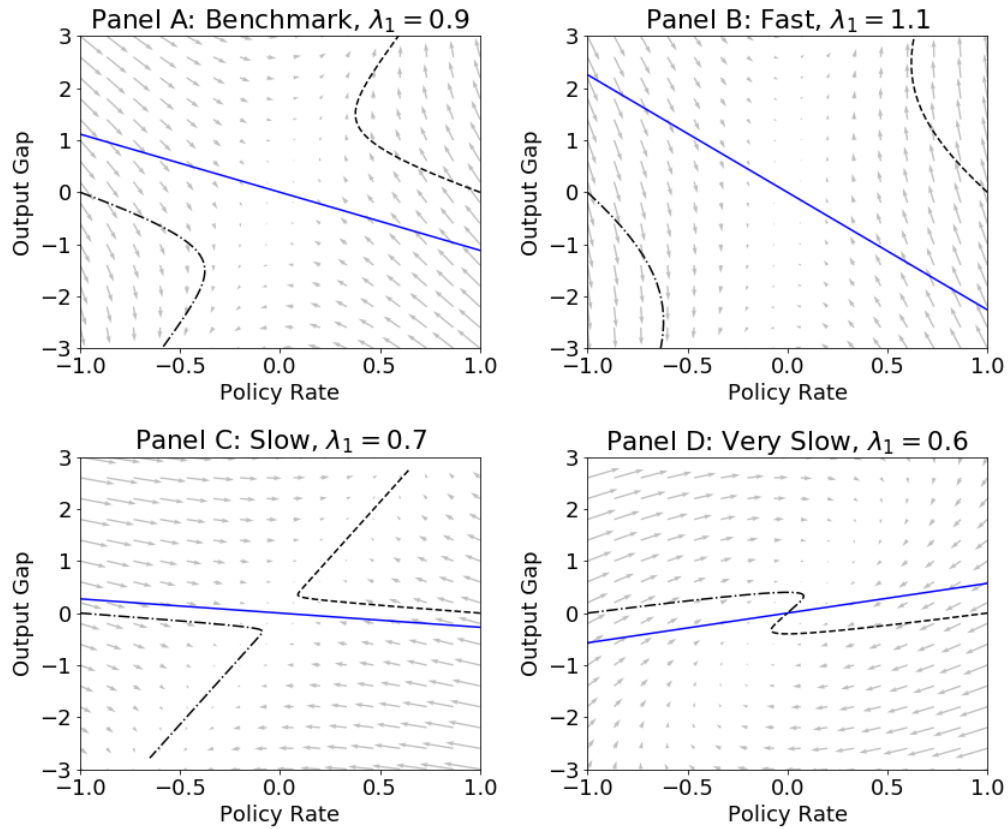 Panel A: Benchmark, λ₁ = 0.9
3
2
1
0
−1
−2
−3
Output Gap
−1.0 −0.5 0.0 0.5 1.0
Policy Rate
Panel B: Fast, λ₁ = 1.1
3
2
1
0
−1
−2
−3
Output Gap
−1.0 −0.5 0.0 0.5 1.0
Policy Rate
Panel C: Slow, λ₁ = 0.7
3
2
1
0
−1
−2
−3
Output Gap
−1.0 −0.5 0.0 0.5 1.0
Policy Rate
Panel D: Very Slow, λ₁ = 0.6
3
2
1
0
−1
−2
−3
Output Gap
−1.0 −0.5 0.0 0.5 1.0
Policy Rate